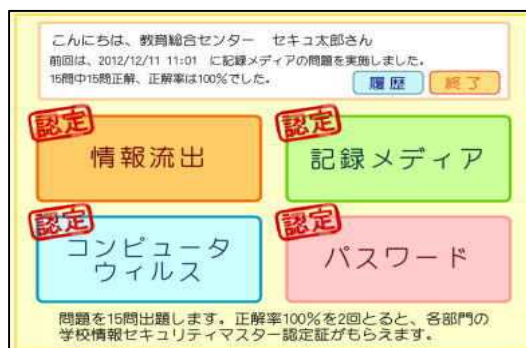 こんにちは、教育総合センター　セキュ太郎さん
前回は、2012/12/11 11:01　に記録メディアの問題を実施しました。
15問中15問正解、正解率は100％でした。
履歴
終了
認定
情報流出
認定
記録メディア
認定
コンピュータ
ウィルス
認定
パスワード
問題を15問出題します。正解率100％を2回とると、各部門の
学校情報セキュリティマスター認定証がもらえます。